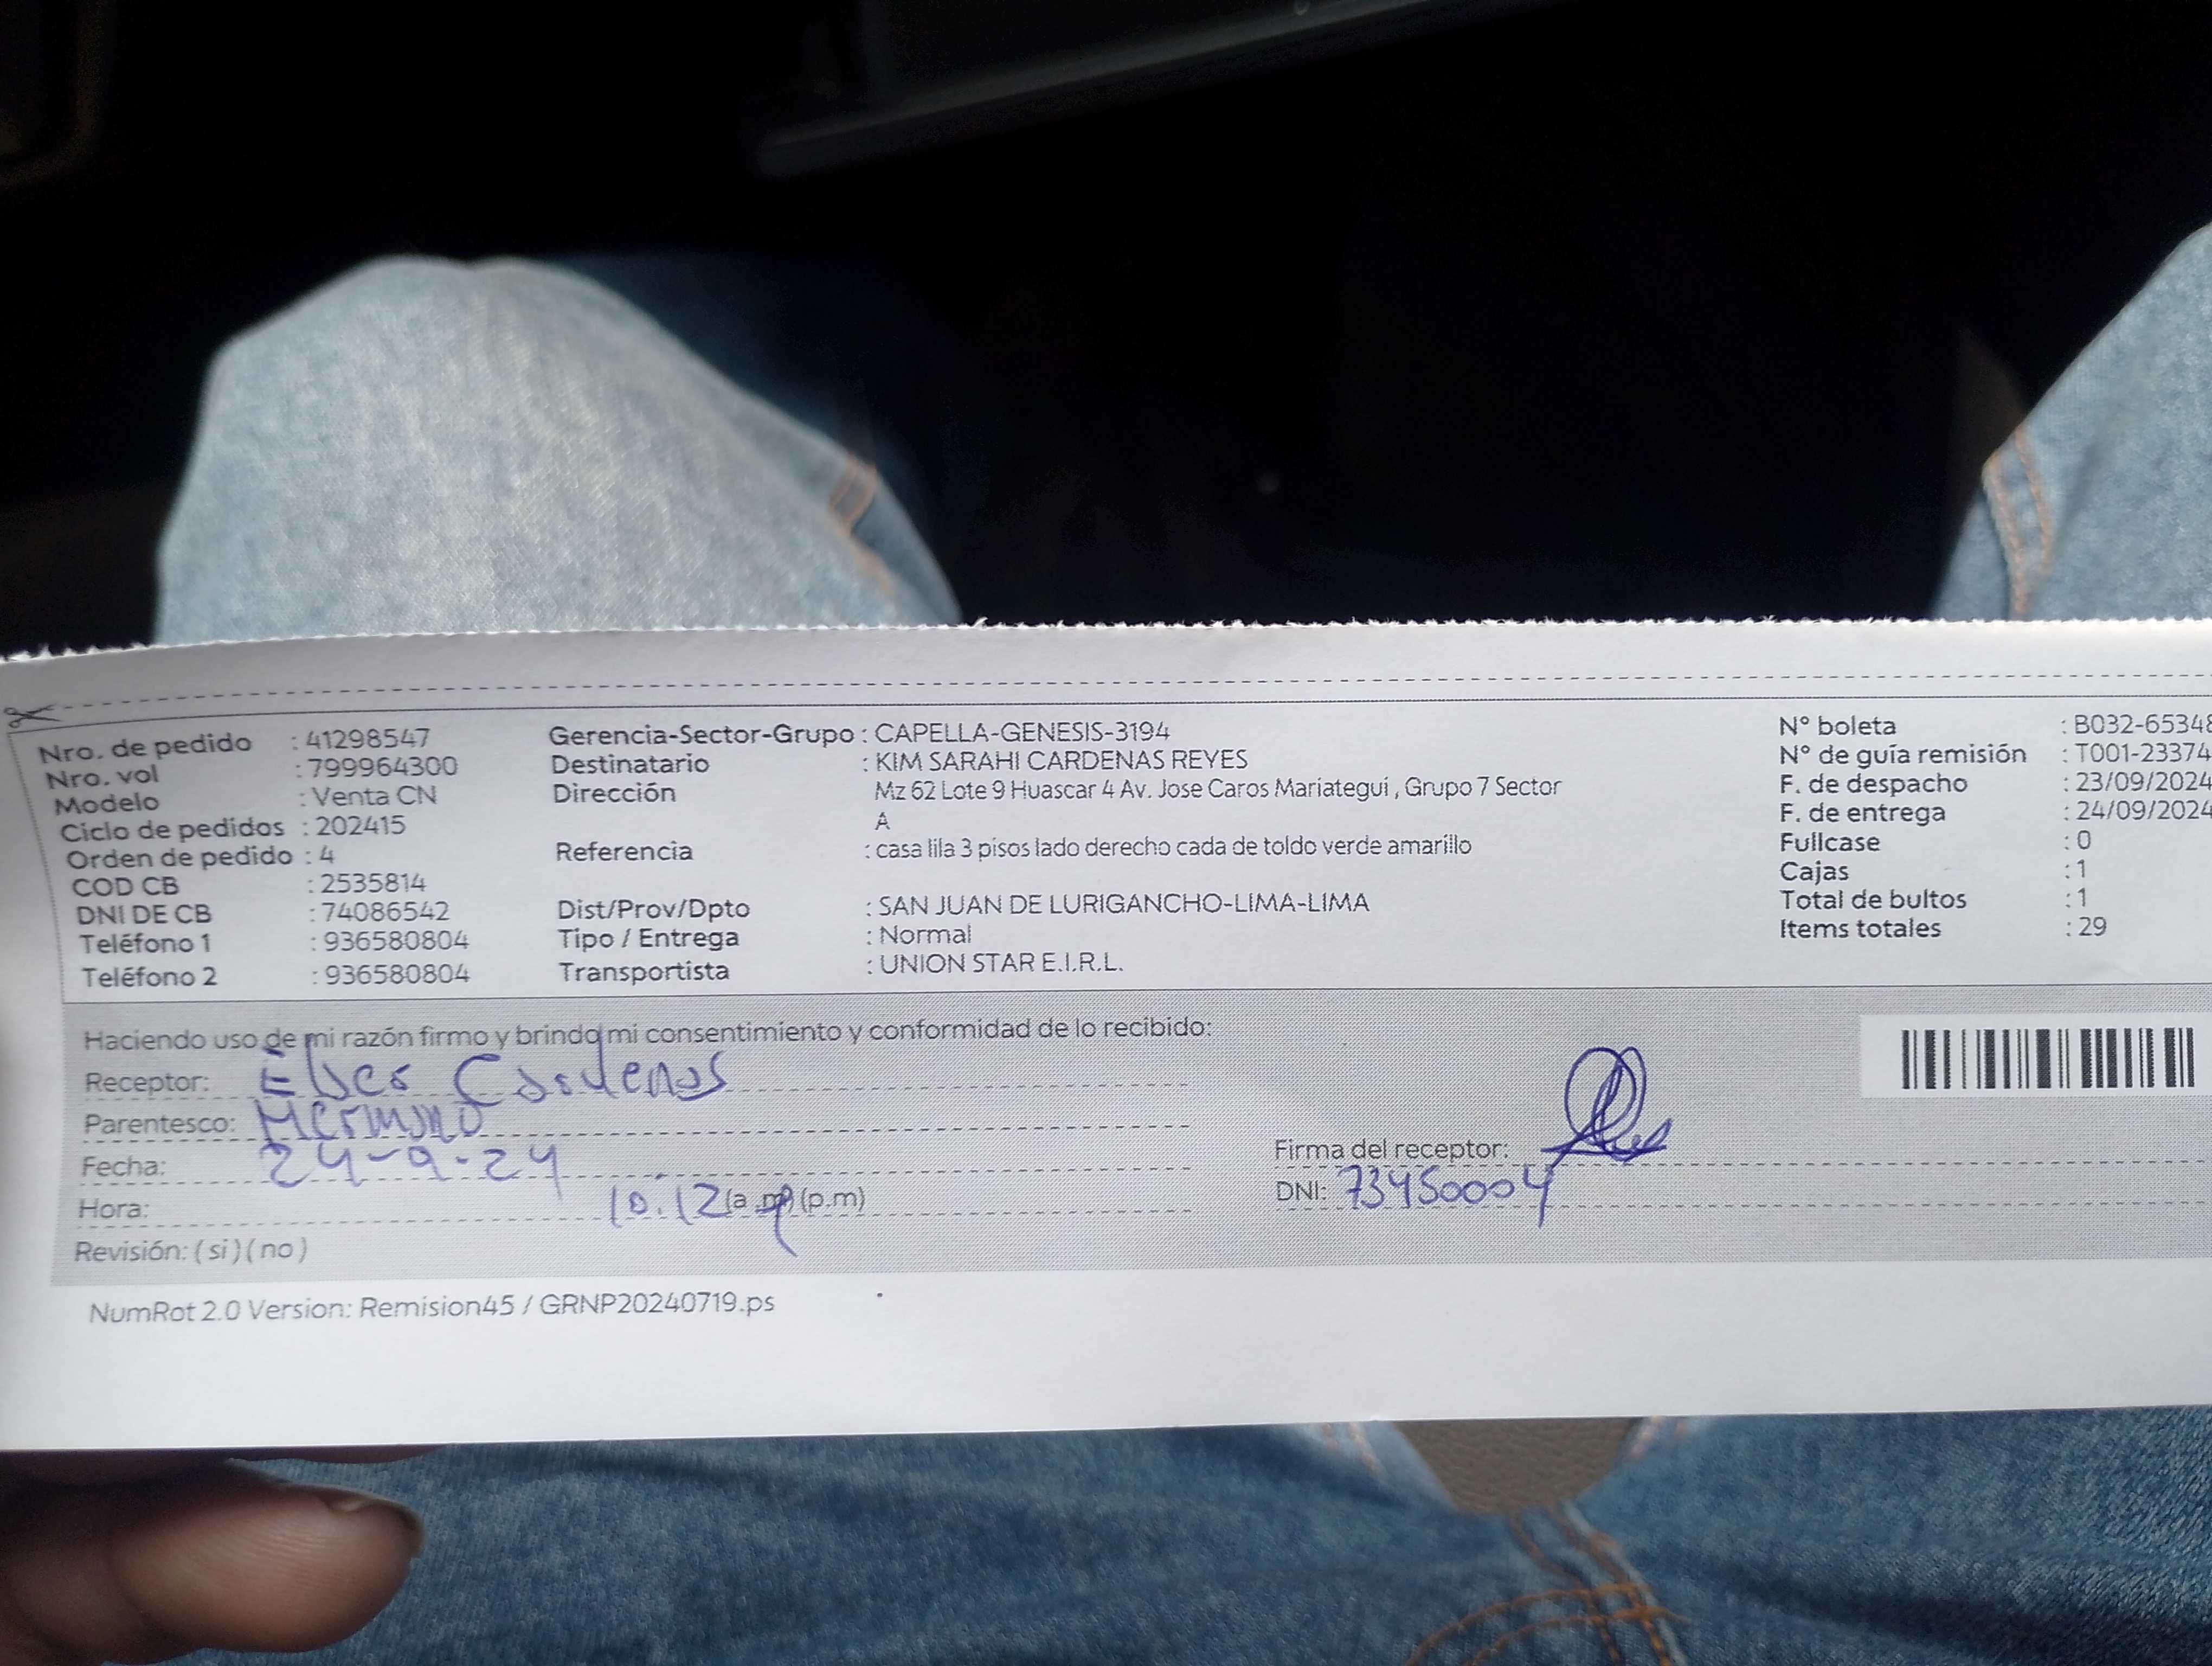 Nro. de pedido : 41298547
Nro. vol : 799964300
Modelo : Venta CN
Ciclo de pedidos : 202415
Orden de pedido : 4
COD CB : 2535814
DNI DE CB : 74086542
Teléfono 1 : 936580804
Teléfono 2 : 936580804
Gerencia-Sector-Grupo : CAPELLA-GENESIS-3194
Destinatario : KIM SARAHI CARDENAS REYES
Dirección Mz 62 Lote 9 Huascar 4 Av. Jose Caros Mariategui , Grupo 7 Sector
A
Referencia : casa lila 3 pisos lado derecho cada de toldo verde amarillo
Dist/Prov/Dpto : SAN JUAN DE LURIGANCHO-LIMA-LIMA
Tipo / Entrega : Normal
Transportista : UNION STAR E.I.R.L.
N° boleta : B032-65348
N° de guía remisión : T001-23374
F. de despacho : 23/09/2024
F. de entrega : 24/09/2024
Fullcase : 0
Cajas : 1
Total de bultos : 1
Items totales : 29
Haciendo uso de mi razón firmo y brindo mi consentimiento y conformidad de lo recibido:
Receptor: Elber Cardenas
Parentesco: Hermano
Fecha: 24-9-24
Hora: 10:12 (a.m) (p.m)
Revisión: ( si ) ( no )
Firma del receptor:
DNI: 73450004
NumRot 2.0 Version: Remision45 / GRNP20240719.ps